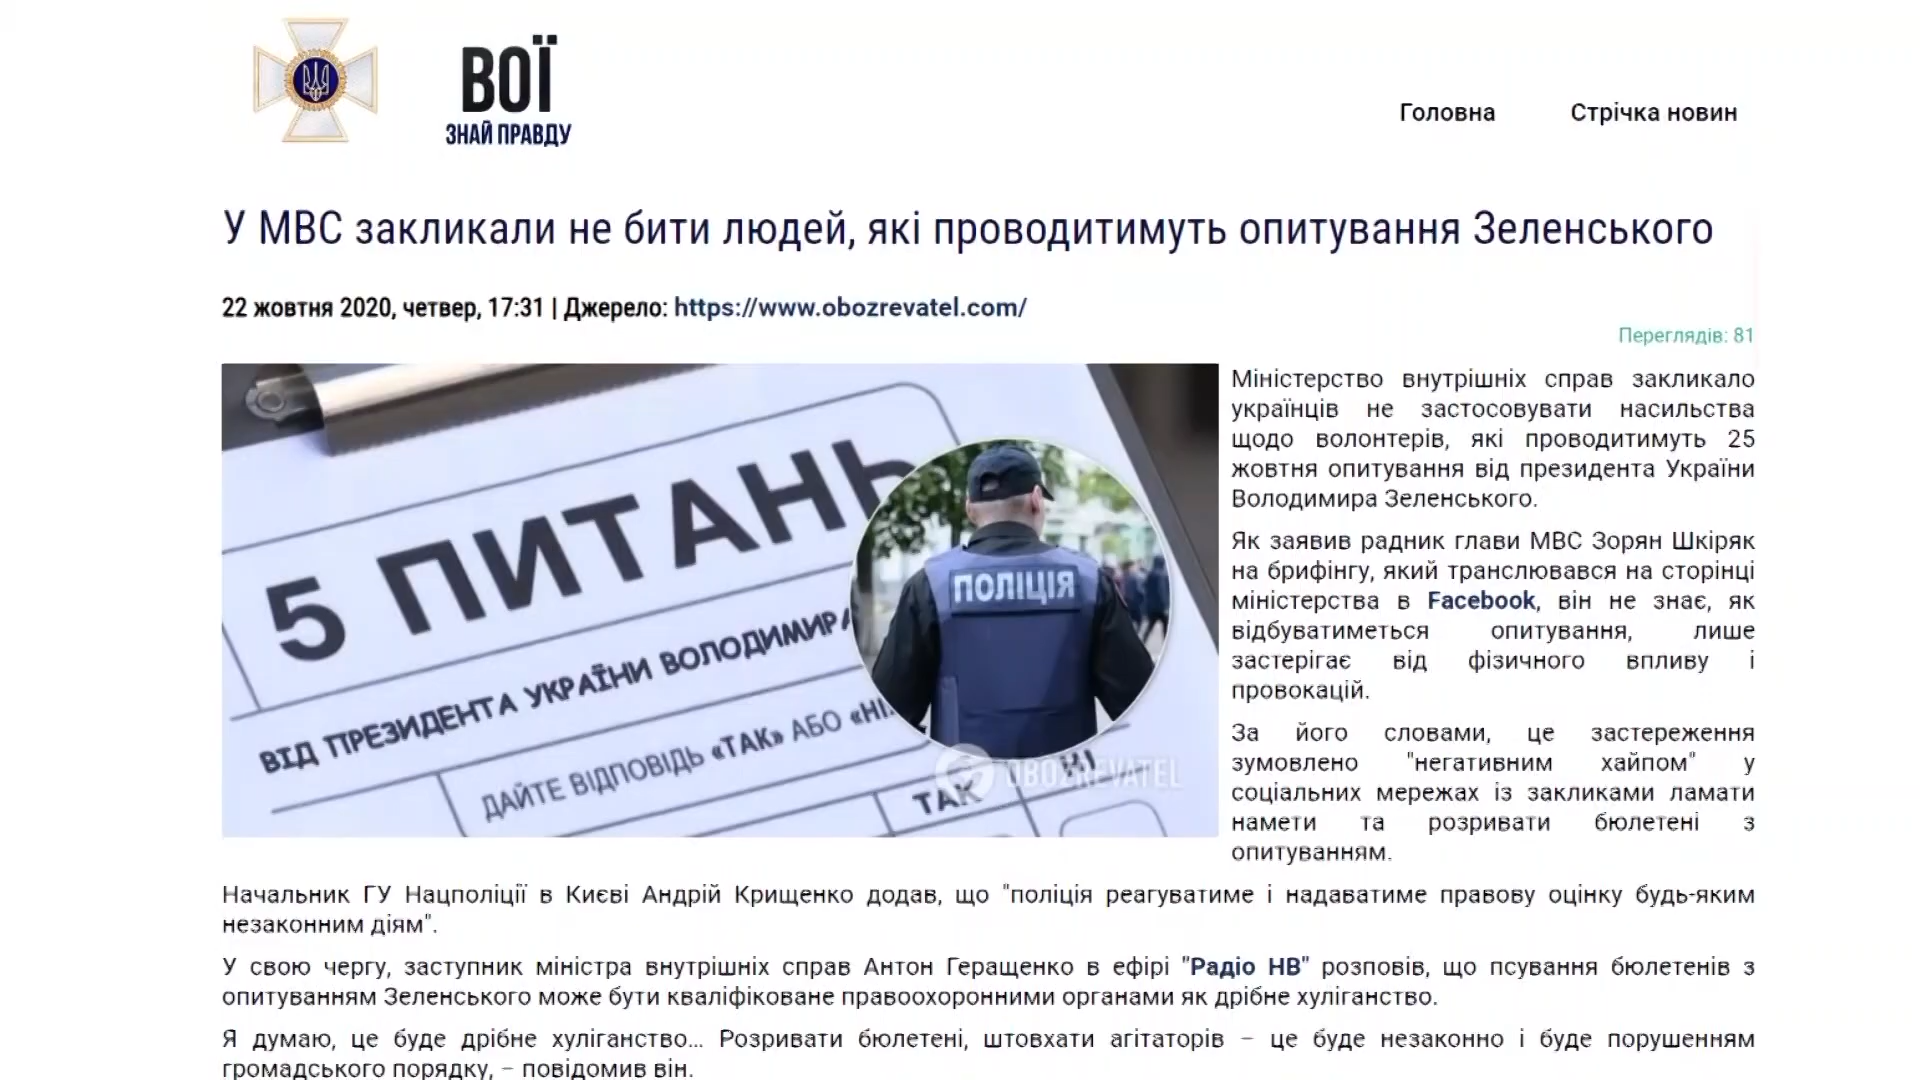 ВОЇ
ЗНАЙ ПРАВДУ
Головна
Стрічка новин
У МВС закликали не бити людей, які проводитимуть опитування Зеленського
22 жовтня 2020, четвер, 17:31 | Джерело: https://www.obozrevatel.com/
Переглядів: 81
5 ПИТАНЬ
ВІД ПРЕЗИДЕНТА УКРАЇНИ ВОЛОДИМИРА
ДАЙТЕ ВІДПОВІДЬ «ТАК» АБО «НІ
ТАК
НІ
ПОЛІЦІЯ
OBOZREVATEL
Міністерство внутрішніх справ закликало
українців не застосовувати насильства
щодо волонтерів, які проводитимуть 25
жовтня опитування від президента України
Володимира Зеленського.
Як заявив радник глави МВС Зорян Шкіряк
на брифінгу, який транслювався на сторінці
міністерства в Facebook, він не знає, як
відбуватиметься опитування, лише
застерігає від фізичного впливу і
провокацій.
За його словами, це застереження
зумовлено "негативним хайпом" у
соціальних мережах із закликами ламати
намети та розривати бюлетені з
опитуванням.
Начальник ГУ Нацполіції в Києві Андрій Крищенко додав, що "поліція реагуватиме і надаватиме правову оцінку будь-яким
незаконним діям".
У свою чергу, заступник міністра внутрішніх справ Антон Геращенко в ефірі "Радіо НВ" розповів, що псування бюлетенів з
опитуванням Зеленського може бути кваліфіковане правоохоронними органами як дрібне хуліганство.
Я думаю, це буде дрібне хуліганство... Розривати бюлетені, штовхати агітаторів – це буде незаконно і буде порушенням
громадського порядку, – повідомив він.